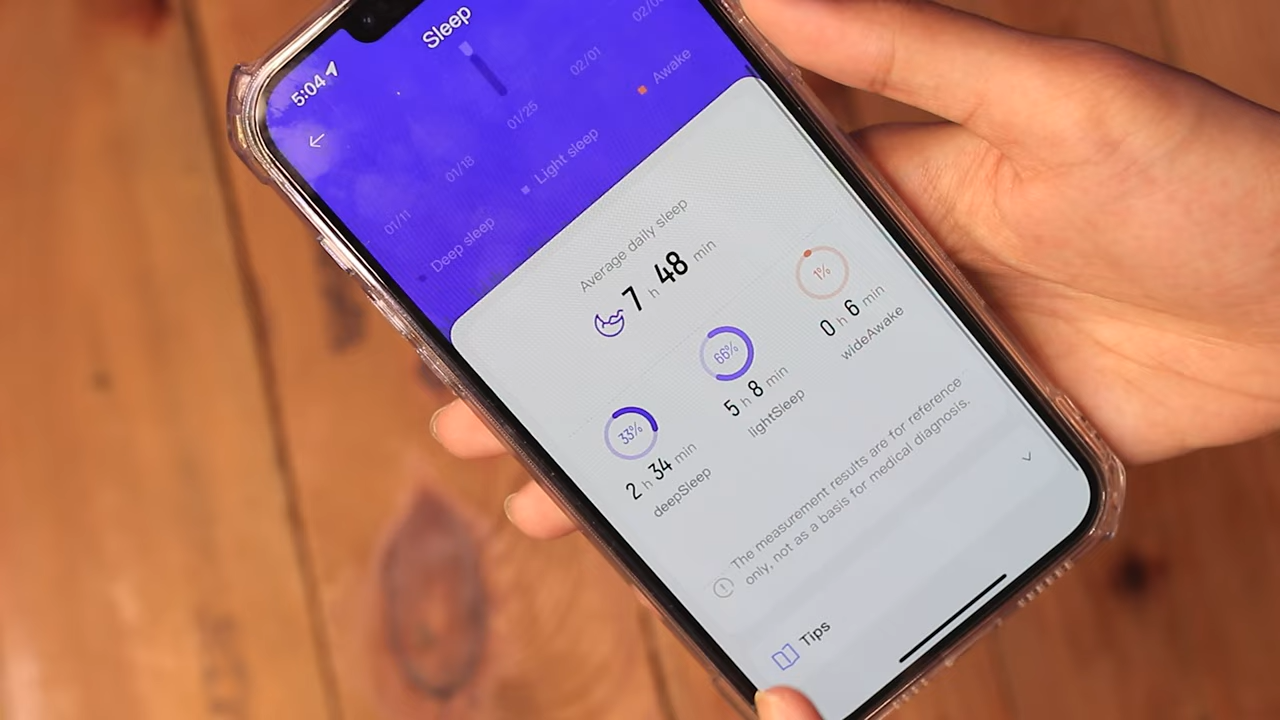 5:04
Sleep
01/11
01/18
01/25
02/01
Deep sleep
Light sleep
Awake
Average daily sleep
7 h 48 min
33%
66%
1%
2 h 34 min
5 h 8 min
0 h 6 min
deepSleep
lightSleep
wideAwake
The measurement results are for reference
only, not as a basis for medical diagnosis.
Tips